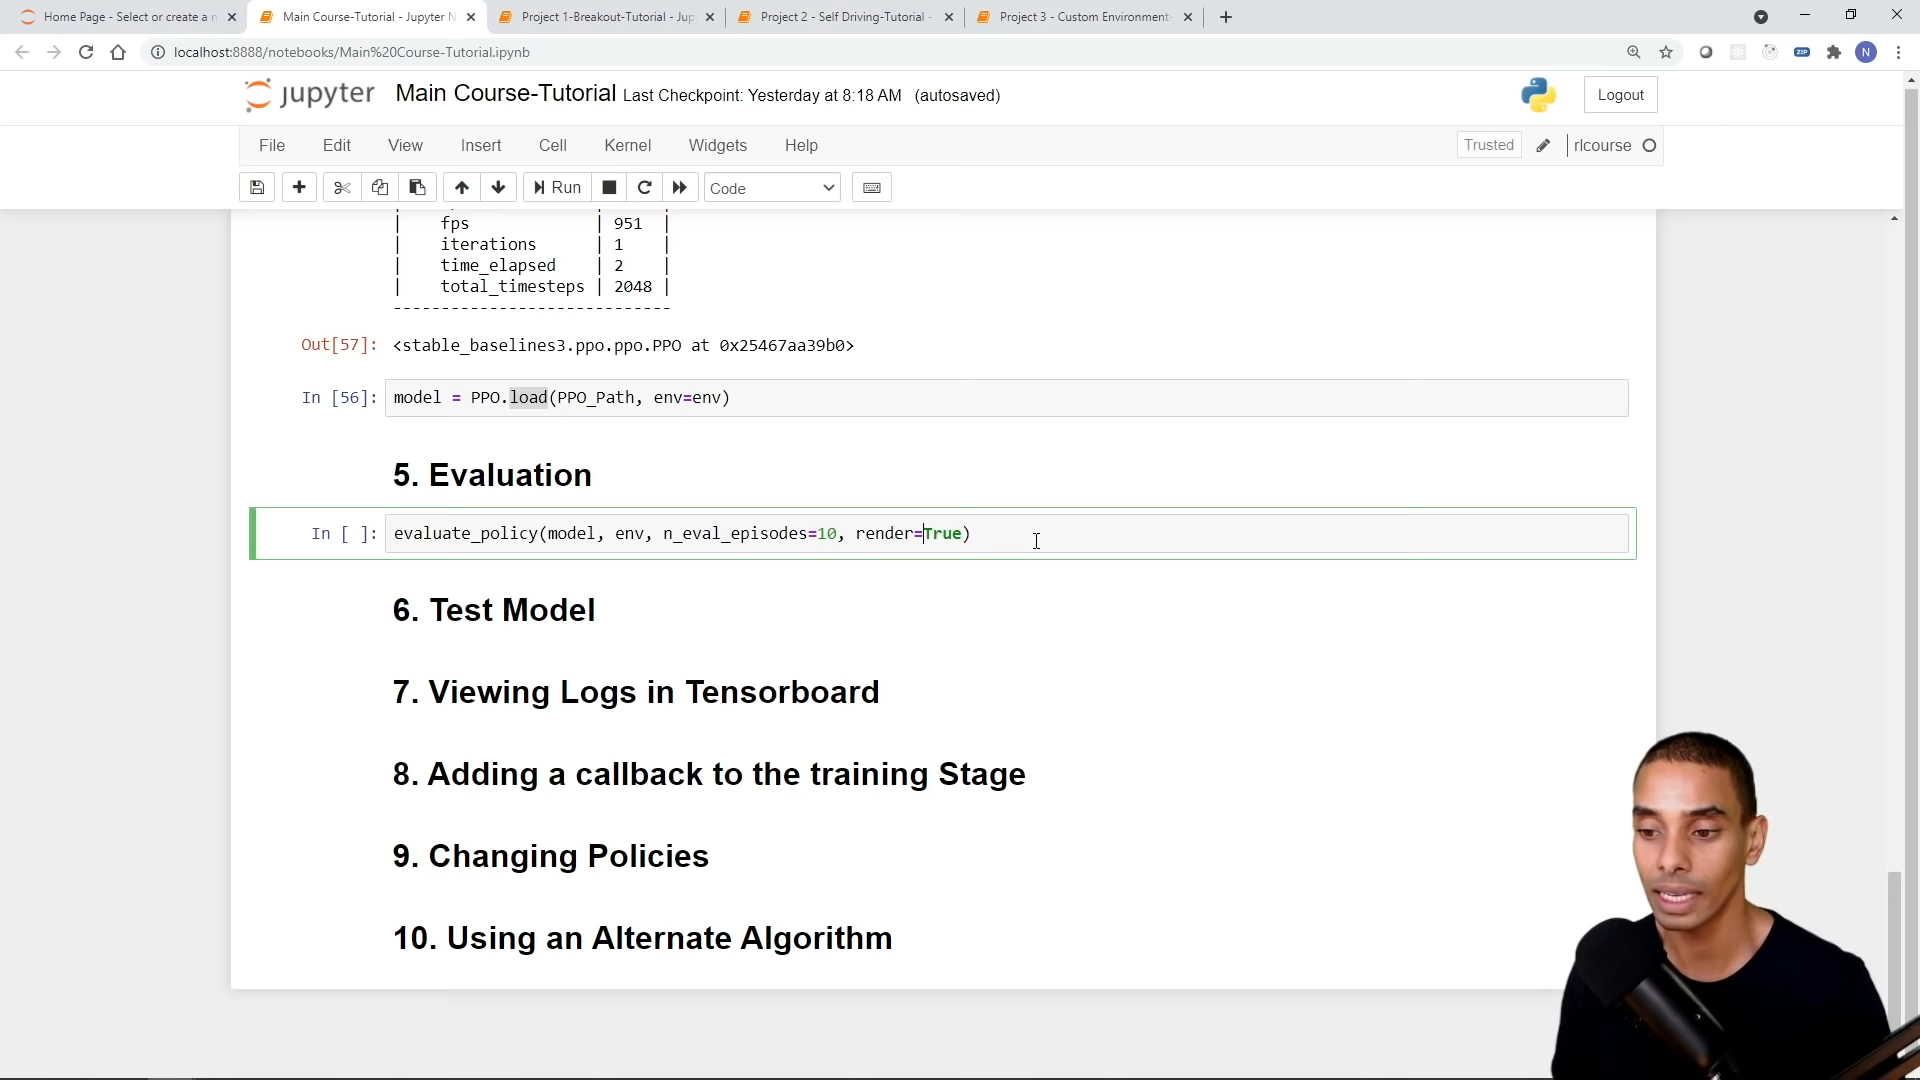 Home Page - Select or create a n
Main Course-Tutorial - Jupyter N
Project 1-Breakout-Tutorial - Jup
Project 2 - Self Driving-Tutorial -
Project 3 - Custom Environment-
localhost:8888/notebooks/Main%20Course-Tutorial.ipynb
ZIP
N
jupyter Main Course-Tutorial Last Checkpoint: Yesterday at 8:18 AM (autosaved)
Logout
File Edit View Insert Cell Kernel Widgets Help
Trusted
rlcourse
Run
Code
| fps | 951 |
| iterations | 1 |
| time_elapsed | 2 |
| total_timesteps | 2048 |
-----------------------------
Out[57]: <stable_baselines3.ppo.ppo.PPO at 0x25467aa39b0>
In [56]: model = PPO.load(PPO_Path, env=env)
5. Evaluation
In [ ]: evaluate_policy(model, env, n_eval_episodes=10, render=True)
6. Test Model
7. Viewing Logs in Tensorboard
8. Adding a callback to the training Stage
9. Changing Policies
10. Using an Alternate Algorithm